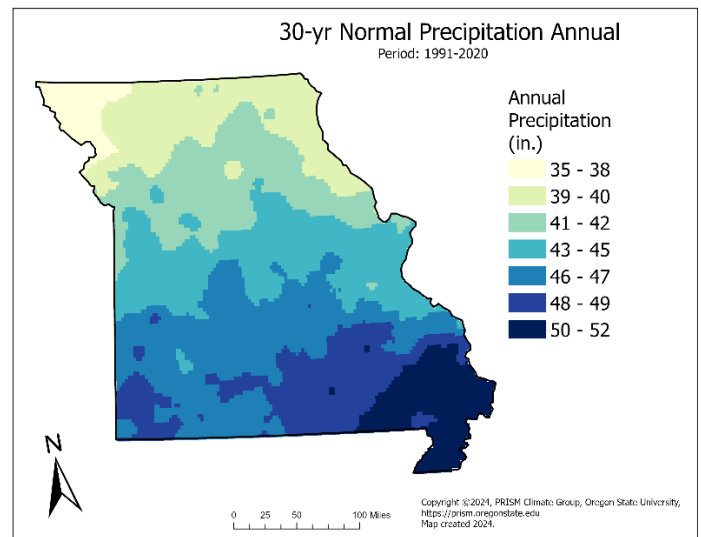 30-yr Normal Precipitation Annual
Period: 1991-2020
Annual
Precipitation
(in.)
35 - 38
39 - 40
41 - 42
43 - 45
46 - 47
48 - 49
50 - 52
N
0 25 50 100 Miles
Copyright ©2024, PRISM Climate Group, Oregon State University,
https://prism.oregonstate.edu
Map created 2024.